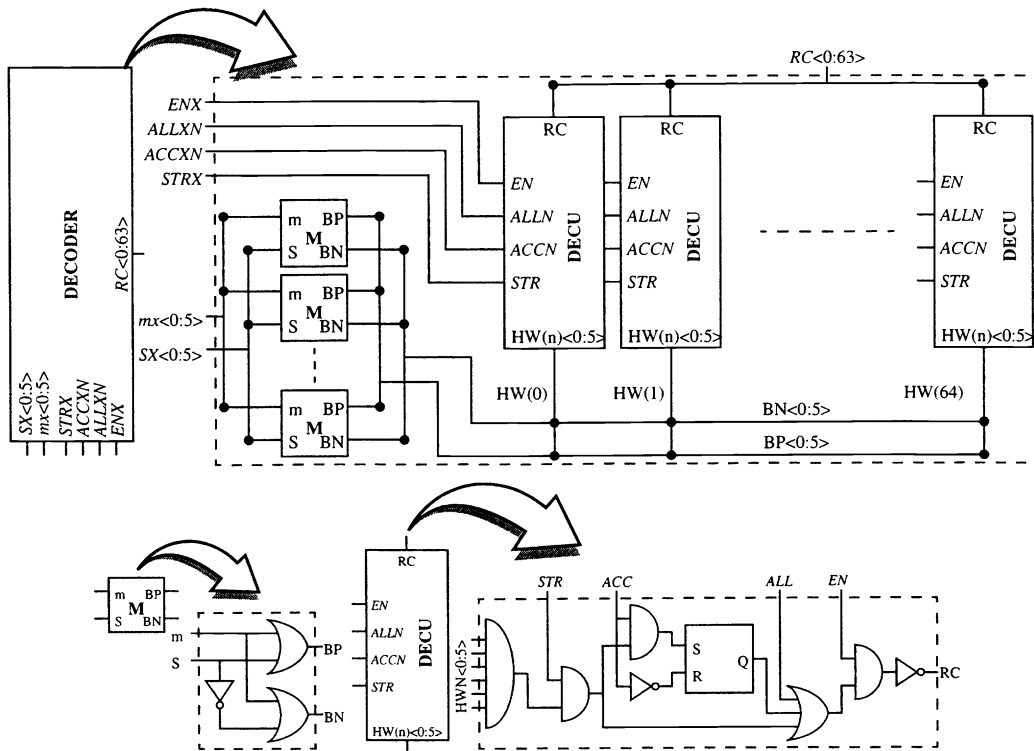 RC<0:63>
ENX
ALLXN
ACCXN
STRX
RC
RC
RC
EN
EN
EN
ALLN
ALLN
ALLN
ACCN
ACCN
ACCN
STR
STR
STR
DECU
DECU
DECU
HW(n)<0:5>
HW(n)<0:5>
HW(n)<0:5>
DECODER
RC<0:63>
m BP
M
S BN
m BP
M
S BN
m BP
M
S BN
mx<0:5>
SX<0:5>
SX<0:5>
mx<0:5>
STRX
ACCXN
ALLXN
ENX
HW(0)
HW(1)
HW(64)
BN<0:5>
BP<0:5>
m BP
M
S BN
m
S
BP
BN
RC
EN
ALLN
ACCN
STR
DECU
HW(n)<0:5>
STR
ACC
ALL
EN
HWN<0:5>
S
R
Q
RC